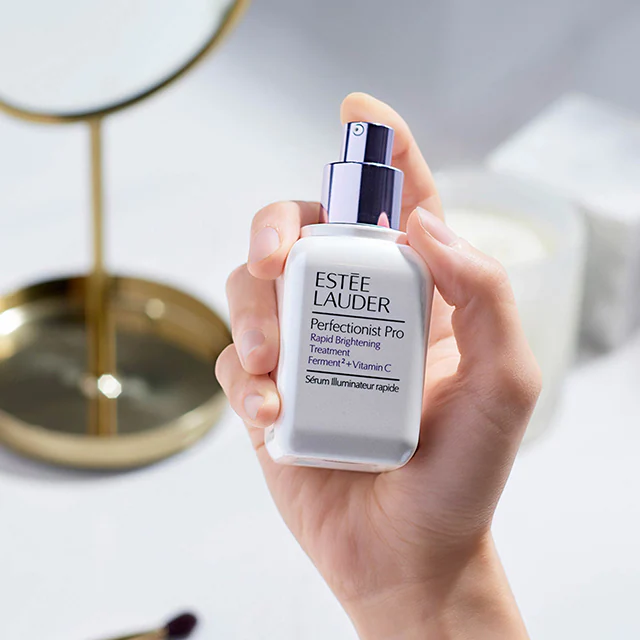 ESTĒE
LAUDER
Perfectionist Pro
Rapid Brightening
Treatment
Ferment² + Vitamin C
Sérum Illuminateur rapide